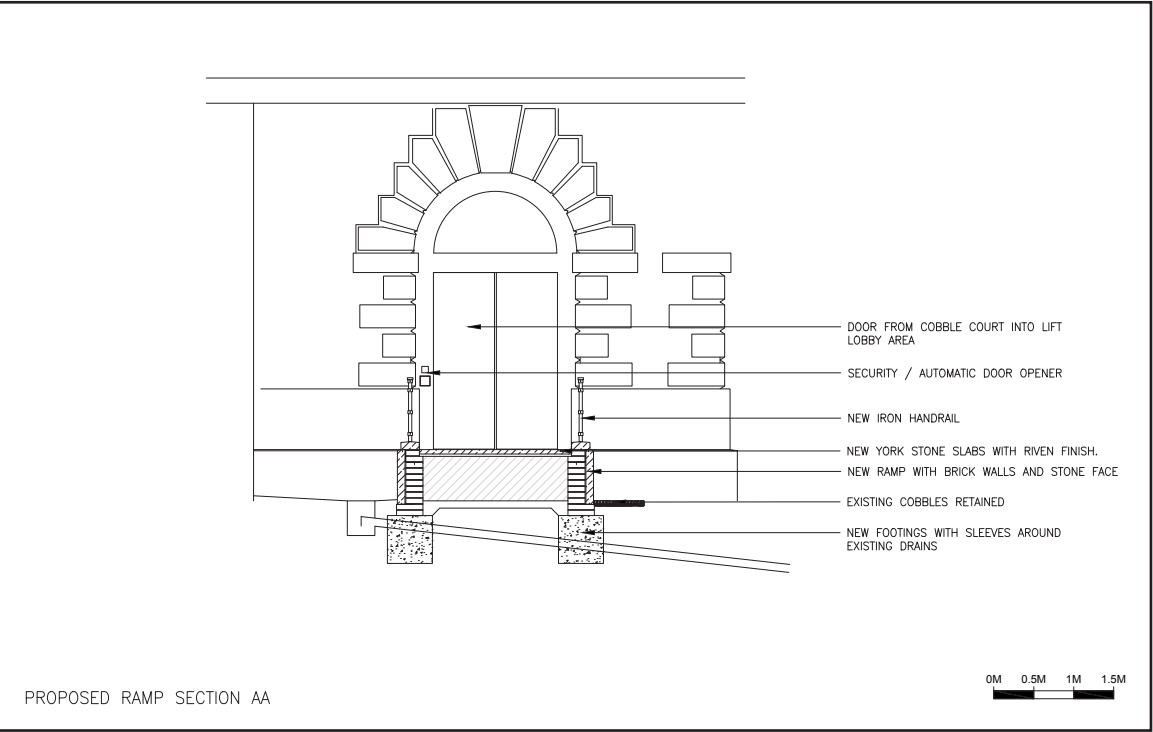 DOOR FROM COBBLE COURT INTO LIFT
LOBBY AREA
SECURITY / AUTOMATIC DOOR OPENER
NEW IRON HANDRAIL
NEW YORK STONE SLABS WITH RIVEN FINISH.
NEW RAMP WITH BRICK WALLS AND STONE FACE
EXISTING COBBLES RETAINED
NEW FOOTINGS WITH SLEEVES AROUND
EXISTING DRAINS
PROPOSED RAMP SECTION AA
0M 0.5M 1M 1.5M